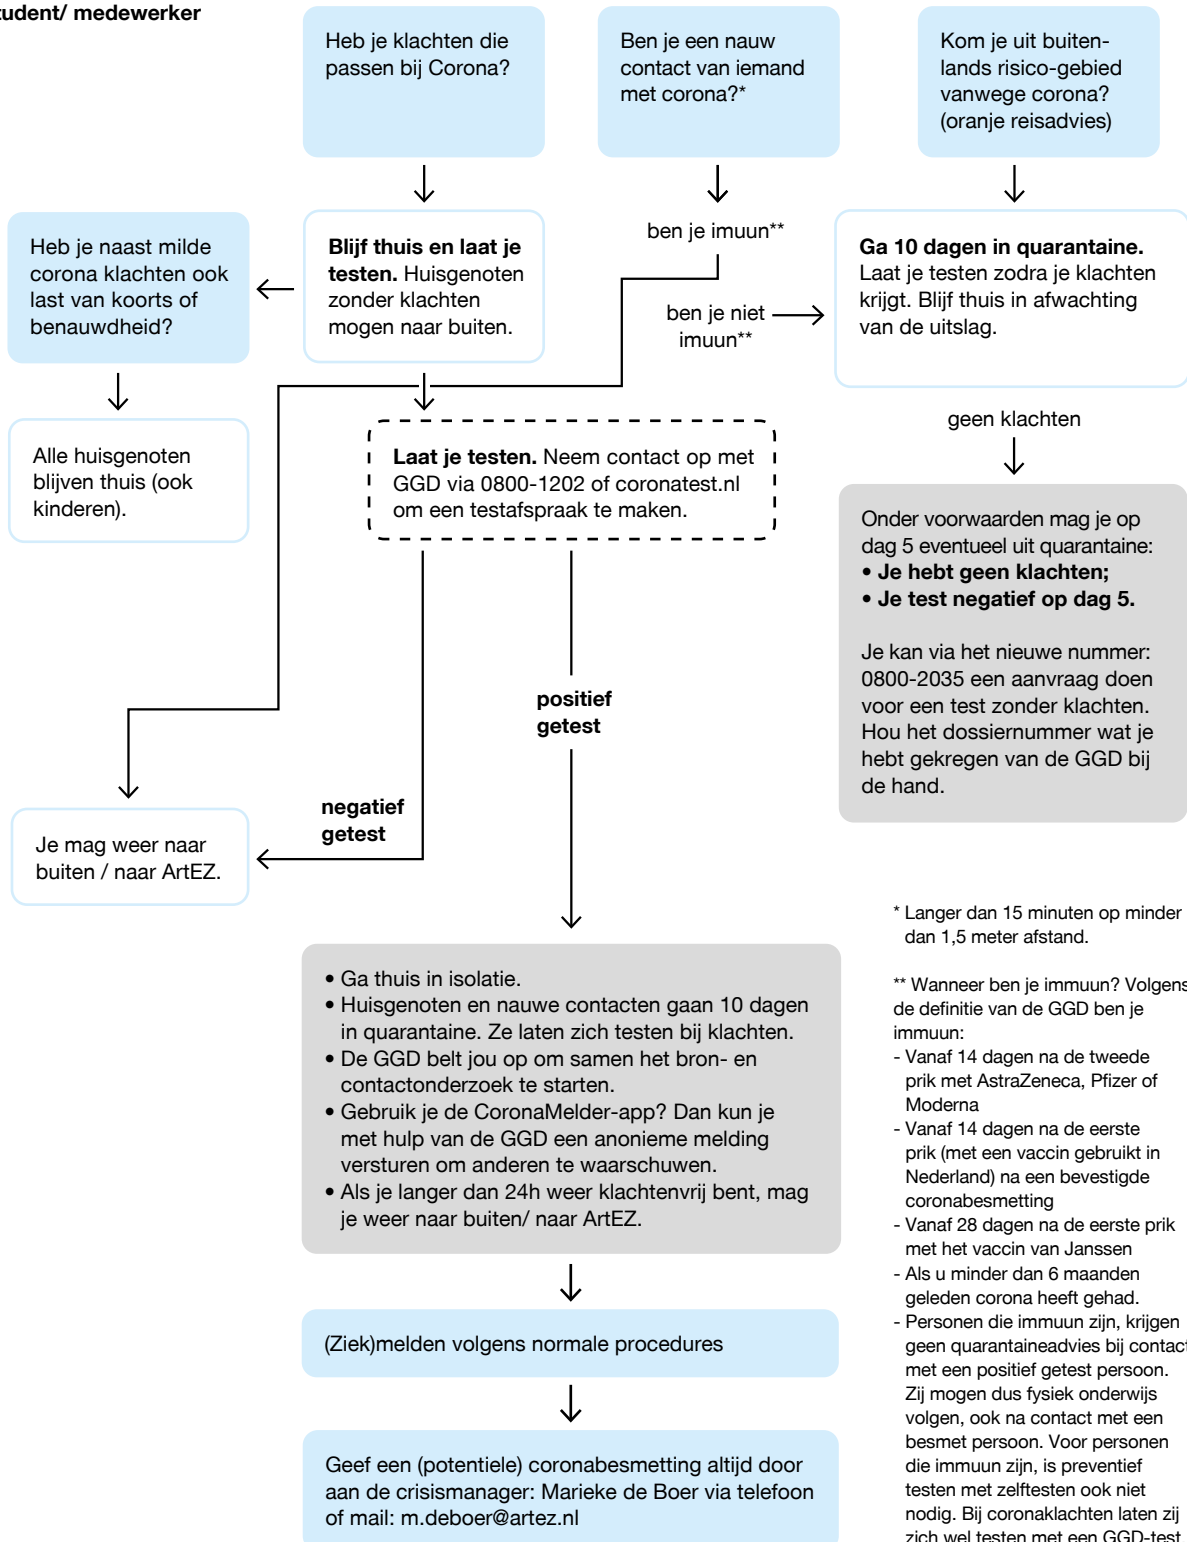 tudent/ medewerker
Heb je klachten die
passen bij Corona?
Ben je een nauw
contact van iemand
met corona?*
Kom je uit buiten-
lands risico-gebied
vanwege corona?
(oranje reisadvies)
Heb je naast milde
corona klachten ook
last van koorts of
benauwdheid?
Blijf thuis en laat je
testen. Huisgenoten
zonder klachten
mogen naar buiten.
ben je imuun**
ben je niet
imuun**
Ga 10 dagen in quarantaine.
Laat je testen zodra je klachten
krijgt. Blijf thuis in afwachting
van de uitslag.
Alle huisgenoten
blijven thuis (ook
kinderen).
Laat je testen. Neem contact op met
GGD via 0800-1202 of coronatest.nl
om een testafspraak te maken.
geen klachten
Onder voorwaarden mag je op
dag 5 eventueel uit quarantaine:
• Je hebt geen klachten;
• Je test negatief op dag 5.
Je kan via het nieuwe nummer:
0800-2035 een aanvraag doen
voor een test zonder klachten.
Hou het dossiernummer wat je
hebt gekregen van de GGD bij
de hand.
positief
getest
negatief
getest
Je mag weer naar
buiten / naar ArtEZ.
• Ga thuis in isolatie.
• Huisgenoten en nauwe contacten gaan 10 dagen
in quarantaine. Ze laten zich testen bij klachten.
• De GGD belt jou op om samen het bron- en
contactonderzoek te starten.
• Gebruik je de CoronaMelder-app? Dan kun je
met hulp van de GGD een anonieme melding
versturen om anderen te waarschuwen.
• Als je langer dan 24h weer klachtenvrij bent, mag
je weer naar buiten/ naar ArtEZ.
(Ziek)melden volgens normale procedures
Geef een (potentiele) coronabesmetting altijd door
aan de crisismanager: Marieke de Boer via telefoon
of mail: m.deboer@artez.nl
* Langer dan 15 minuten op minder
dan 1,5 meter afstand.
** Wanneer ben je immuun? Volgens
de definitie van de GGD ben je
immuun:
- Vanaf 14 dagen na de tweede
prik met AstraZeneca, Pfizer of
Moderna
- Vanaf 14 dagen na de eerste
prik (met een vaccin gebruikt in
Nederland) na een bevestigde
coronabesmetting
- Vanaf 28 dagen na de eerste prik
met het vaccin van Janssen
- Als u minder dan 6 maanden
geleden corona heeft gehad.
- Personen die immuun zijn, krijgen
geen quarantaineadvies bij contact
met een positief getest persoon.
Zij mogen dus fysiek onderwijs
volgen, ook na contact met een
besmet persoon. Voor personen
die immuun zijn, is preventief
testen met zelftesten ook niet
nodig. Bij coronaklachten laten zij
zich wel testen met een GGD-test